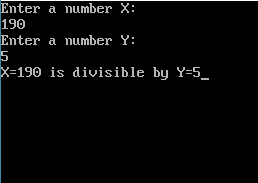 Enter a number X:
190
Enter a number Y:
5
X=190 is divisible by Y=5_